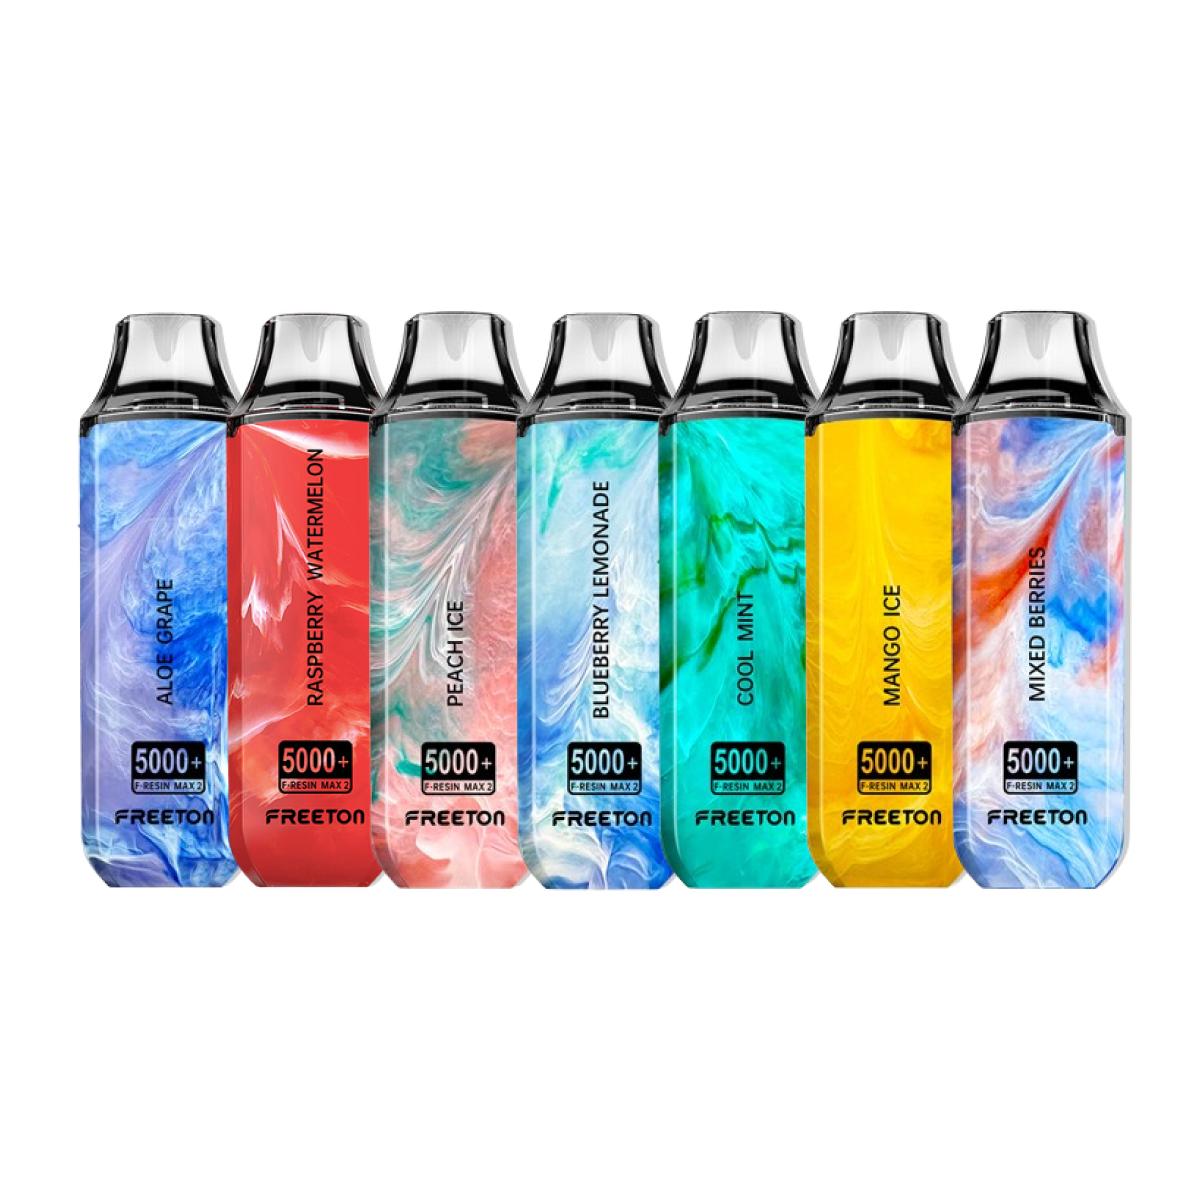 ALOE GRAPE
5000+
F-RESIN MAX 2
FREETON
RASPBERRY WATERMELON
5000+
F-RESIN MAX 2
FREETON
PEACH ICE
5000+
F-RESIN MAX 2
FREETON
BLUEBERRY LEMONADE
5000+
F-RESIN MAX 2
FREETON
COOL MINT
5000+
F-RESIN MAX 2
FREETON
MANGO ICE
5000+
F-RESIN MAX 2
FREETON
MIXED BERRIES
5000+
F-RESIN MAX 2
FREETON